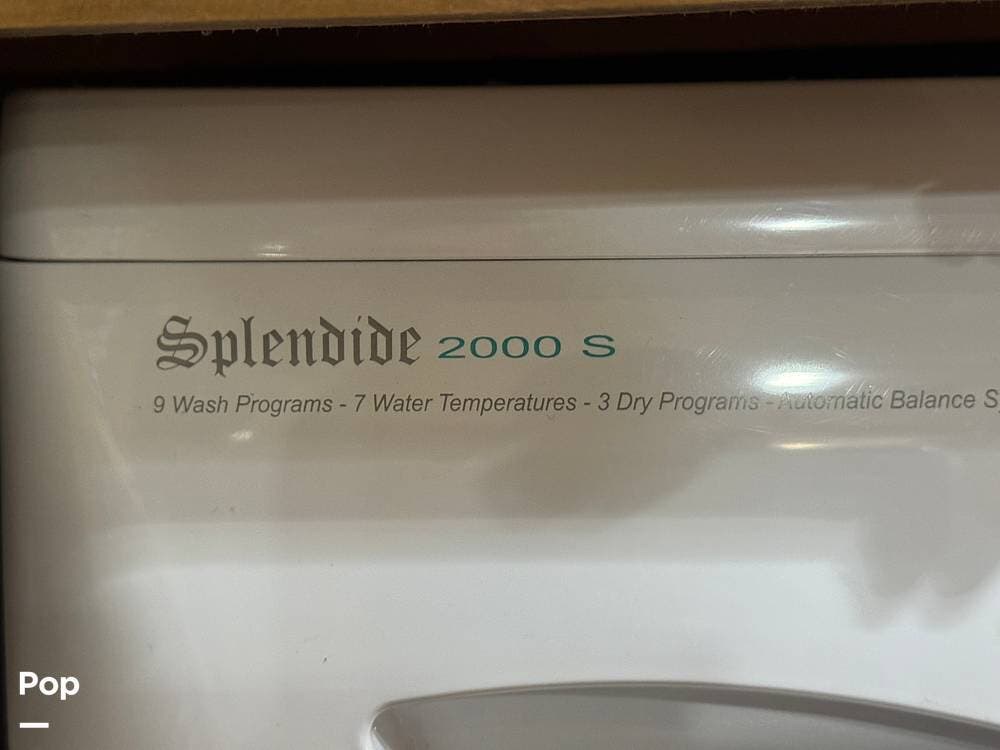 Splendide 2000 S
9 Wash Programs - 7 Water Temperatures - 3 Dry Programs - Automatic Balance S
Pop